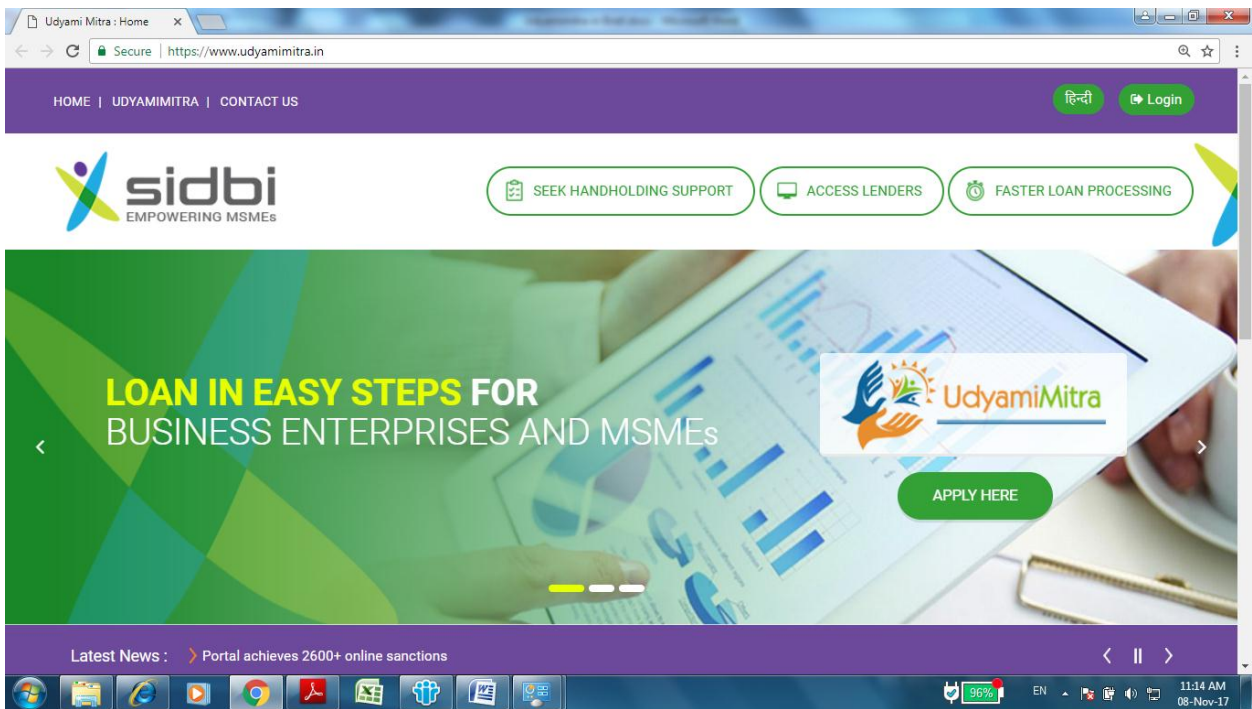 Udyami Mitra : Home
Secure | https://www.udyamimitra.in
HOME | UDYAMIMITRA | CONTACT US
हिन्दी
Login
sidbi
EMPOWERING MSMEs
SEEK HANDHOLDING SUPPORT
ACCESS LENDERS
FASTER LOAN PROCESSING
LOAN IN EASY STEPS FOR
BUSINESS ENTERPRISES AND MSMEs
UdyamiMitra
APPLY HERE
Latest News : Portal achieves 2600+ online sanctions
96%
EN
11:14 AM
08-Nov-17